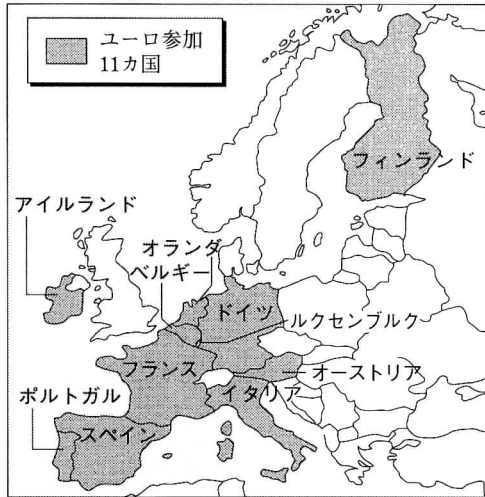 ユーロ参加
11カ国
フィンランド
アイルランド
オランダ
ベルギー
ドイツ
ルクセンブルク
フランス
オーストリア
イタリア
ポルトガル
スペイン